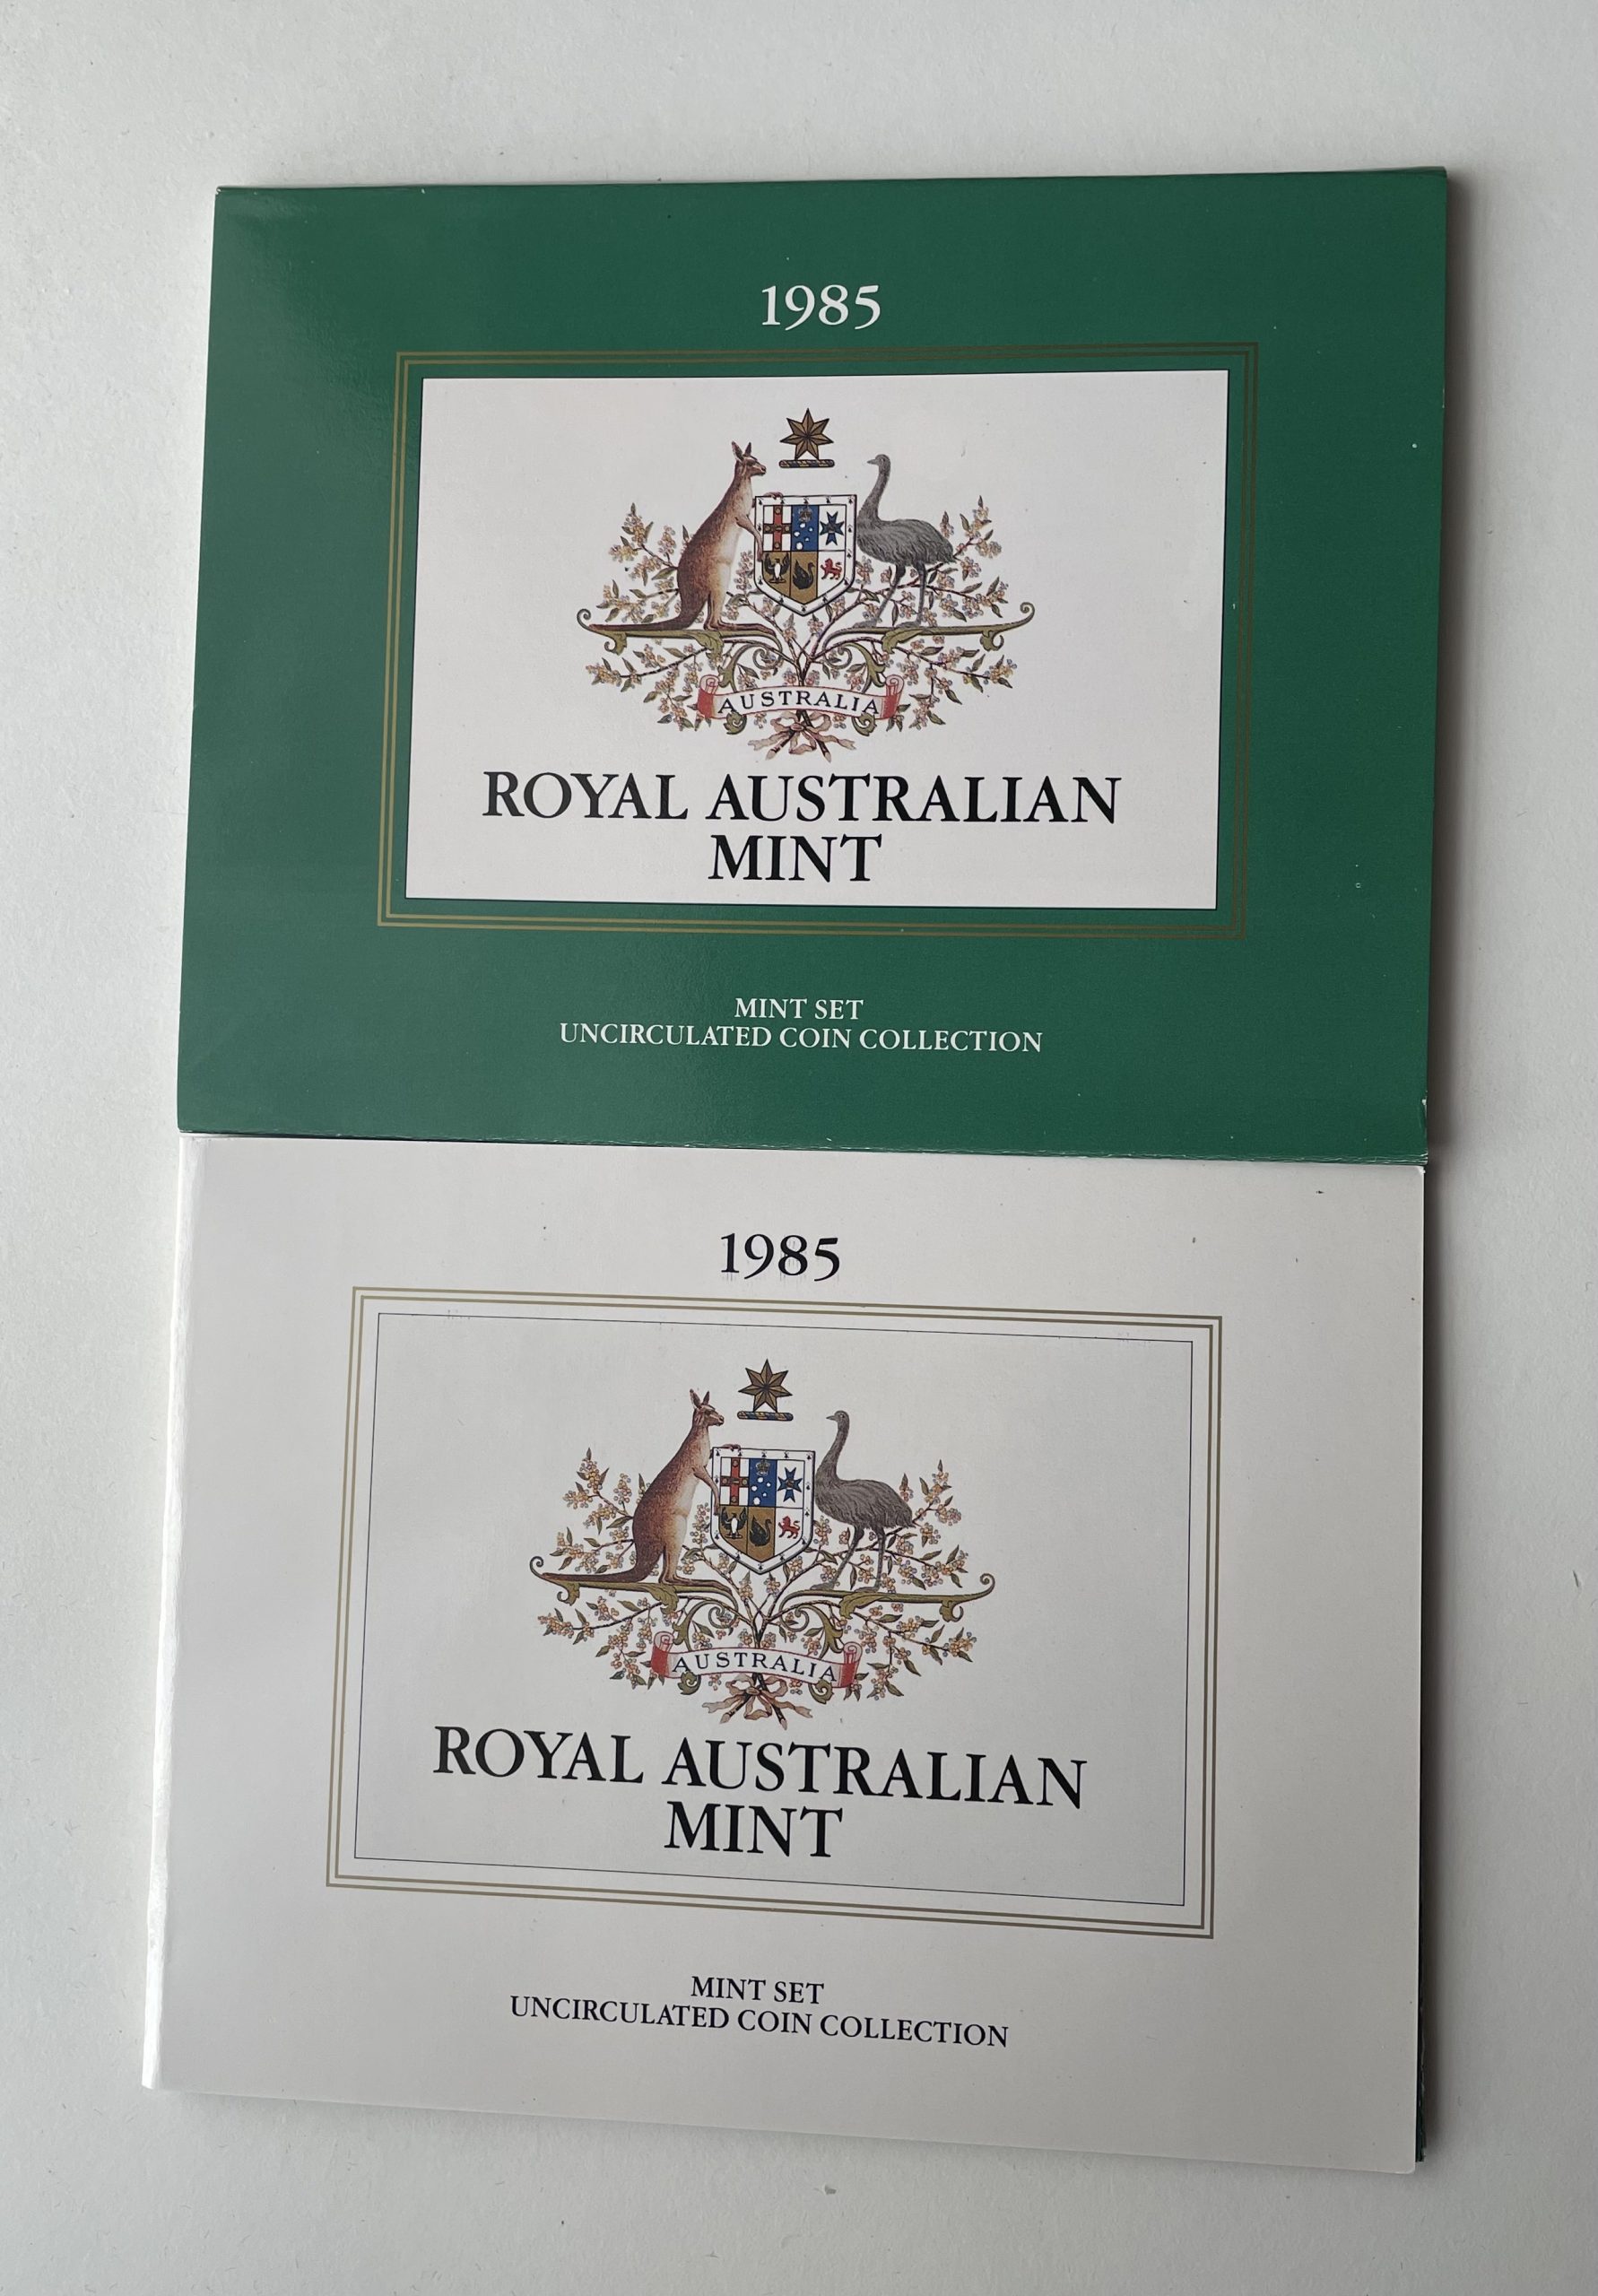 1985
AUSTRALIA
ROYAL AUSTRALIAN
MINT
MINT SET
UNCIRCULATED COIN COLLECTION
1985
AUSTRALIA
ROYAL AUSTRALIAN
MINT
MINT SET
UNCIRCULATED COIN COLLECTION